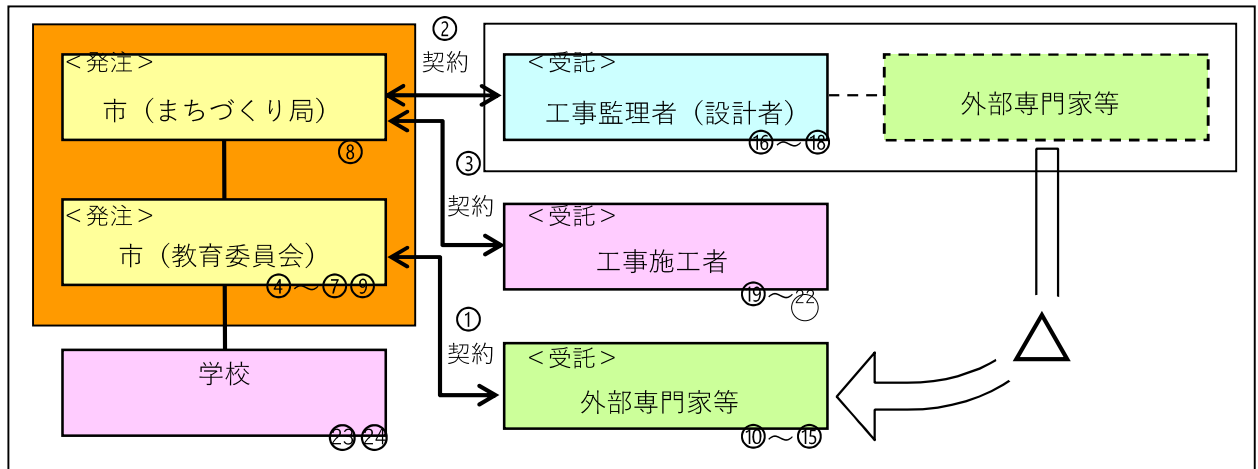 ②
契約
＜発注＞
市（まちづくり局）
⑧
＜受託＞
工事監理者（設計者）
⑯～⑱
外部専門家等
③
契約
＜発注＞
市（教育委員会）
④～⑦⑨
＜受託＞
工事施工者
⑲～㉒
①
契約
学校
㉓㉔
＜受託＞
外部専門家等
⑩～⑮